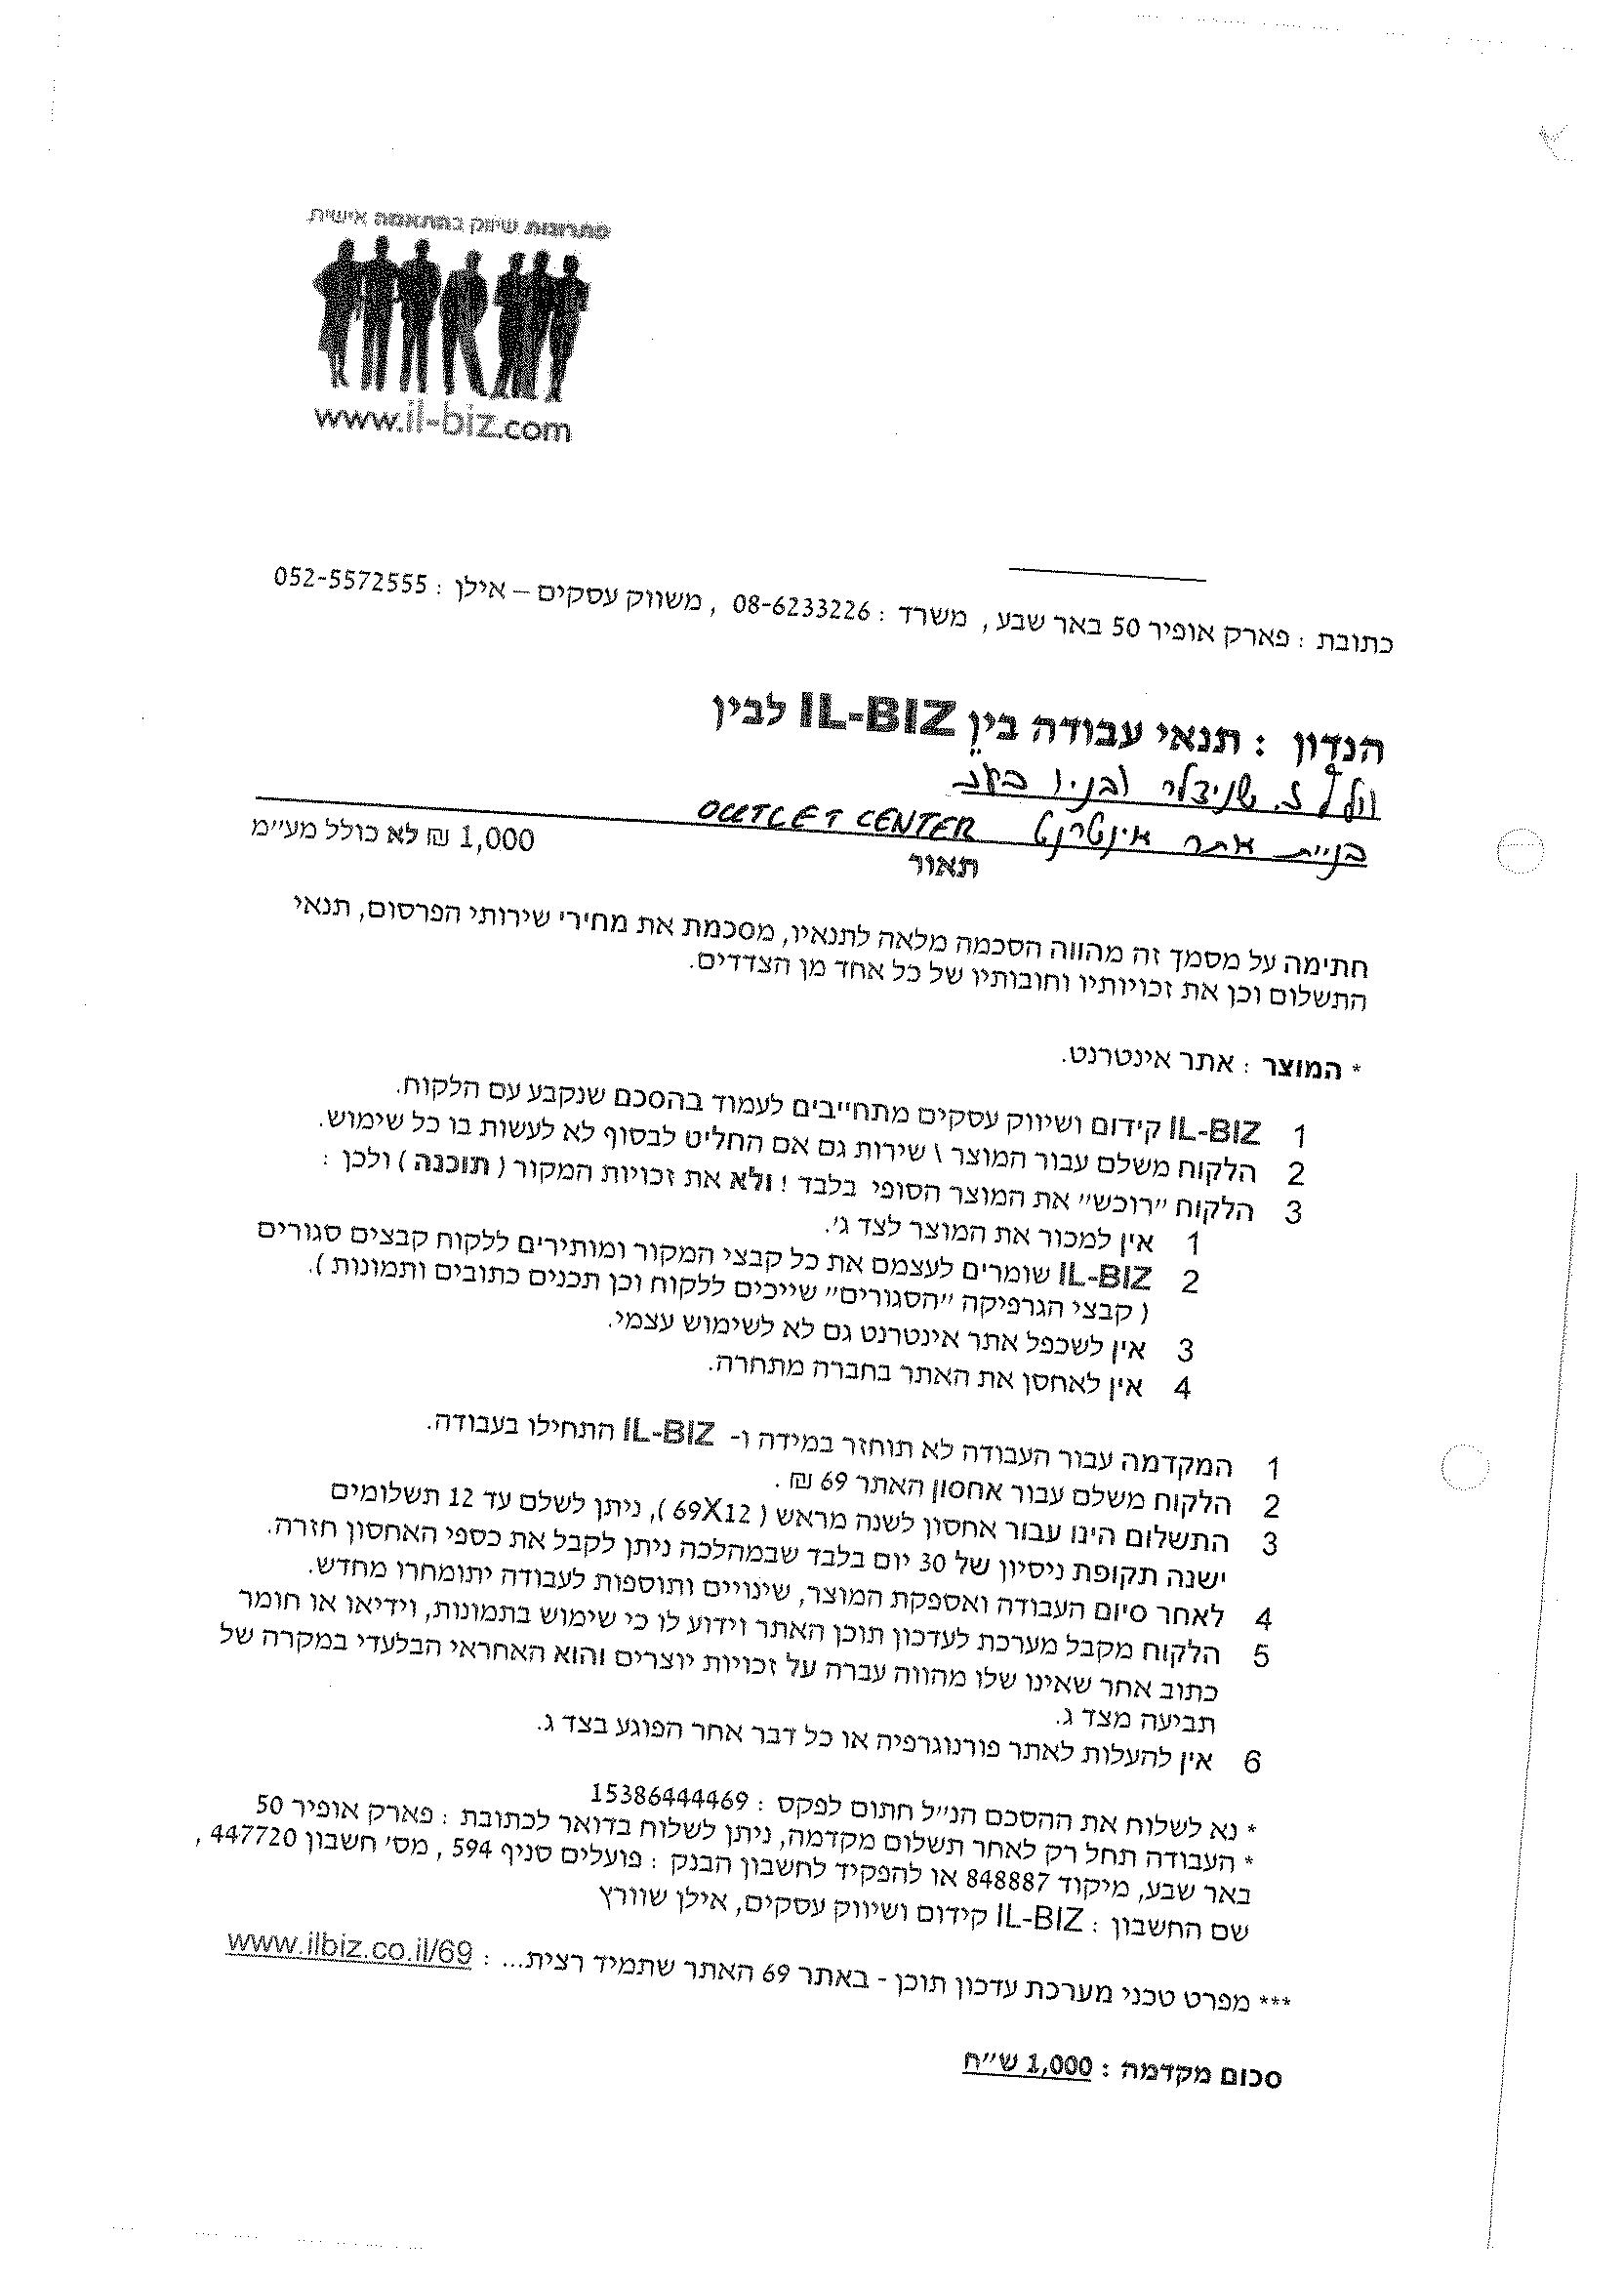 פתרונות שיווק בהתאמה אישית
www.il-biz.com
כתובת : פארק אופיר 50 באר שבע , משרד : 08-6233226 , משווק עסקים – אילן : 052-5572555
הנדון : תנאי עבודה בין IL-BIZ לבין
ובניו בע"מ
בניית אתר אינטרנט OUTLET CENTER
תאור 1,000 ₪ לא כולל מע״מ
חתימה על מסמך זה מהווה הסכמה מלאה לתנאיו, מסכמת את מחירי שירותי הפרסום, תנאי
התשלום וכן את זכויותיו וחובותיו של כל אחד מן הצדדים.
* המוצר : אתר אינטרנט.
1 IL-BIZ קידום ושיווק עסקים מתחייבים לעמוד בהסכם שנקבע עם הלקוח.
2 הלקוח משלם עבור המוצר \ שירות גם אם החליט לבסוף לא לעשות בו כל שימוש.
3 הלקוח ״רוכש״ את המוצר הסופי בלבד ! ולא את זכויות המקור ( תוכנה ) ולכן :
1 אין למכור את המוצר לצד ג׳.
2 IL-BIZ שומרים לעצמם את כל קבצי המקור ומותירים ללקוח קבצים סגורים
( קבצי הגרפיקה ״הסגורים״ שייכים ללקוח וכן תכנים כתובים ותמונות ).
3 אין לשכפל אתר אינטרנט גם לא לשימוש עצמי.
4 אין לאחסן את האתר בחברה מתחרה.
1 המקדמה עבור העבודה לא תוחזר במידה ו- IL-BIZ התחילו בעבודה.
2 הלקוח משלם עבור אחסון האתר 69 ₪ .
3 התשלום הינו עבור אחסון לשנה מראש ( 69X12 ), ניתן לשלם עד 12 תשלומים
ישנה תקופת ניסיון של 30 יום בלבד שבמהלכה ניתן לקבל את כספי האחסון חזרה.
4 לאחר סיום העבודה ואספקת המוצר, שינויים ותוספות לעבודה יתומחרו מחדש.
5 הלקוח מקבל מערכת לעדכון תוכן האתר וידוע לו כי שימוש בתמונות, וידיאו או חומר
כתוב אחר שאינו שלו מהווה עברה על זכויות יוצרים והוא האחראי הבלעדי במקרה של
תביעה מצד ג.
6 אין להעלות לאתר פורנוגרפיה או כל דבר אחר הפוגע בצד ג.
* נא לשלוח את ההסכם הנ״ל חתום לפקס : 15386444469
* העבודה תחל רק לאחר תשלום מקדמה, ניתן לשלוח בדואר לכתובת : פארק אופיר 50
באר שבע, מיקוד 848887 או להפקיד לחשבון הבנק : פועלים סניף 594 , מס׳ חשבון 447720 ,
שם החשבון : IL-BIZ קידום ושיווק עסקים, אילן שוורץ
*** מפרט טכני מערכת עדכון תוכן - באתר 69 האתר שתמיד רצית... : www.ilbiz.co.il/69
סכום מקדמה : 1,000 ש״ח